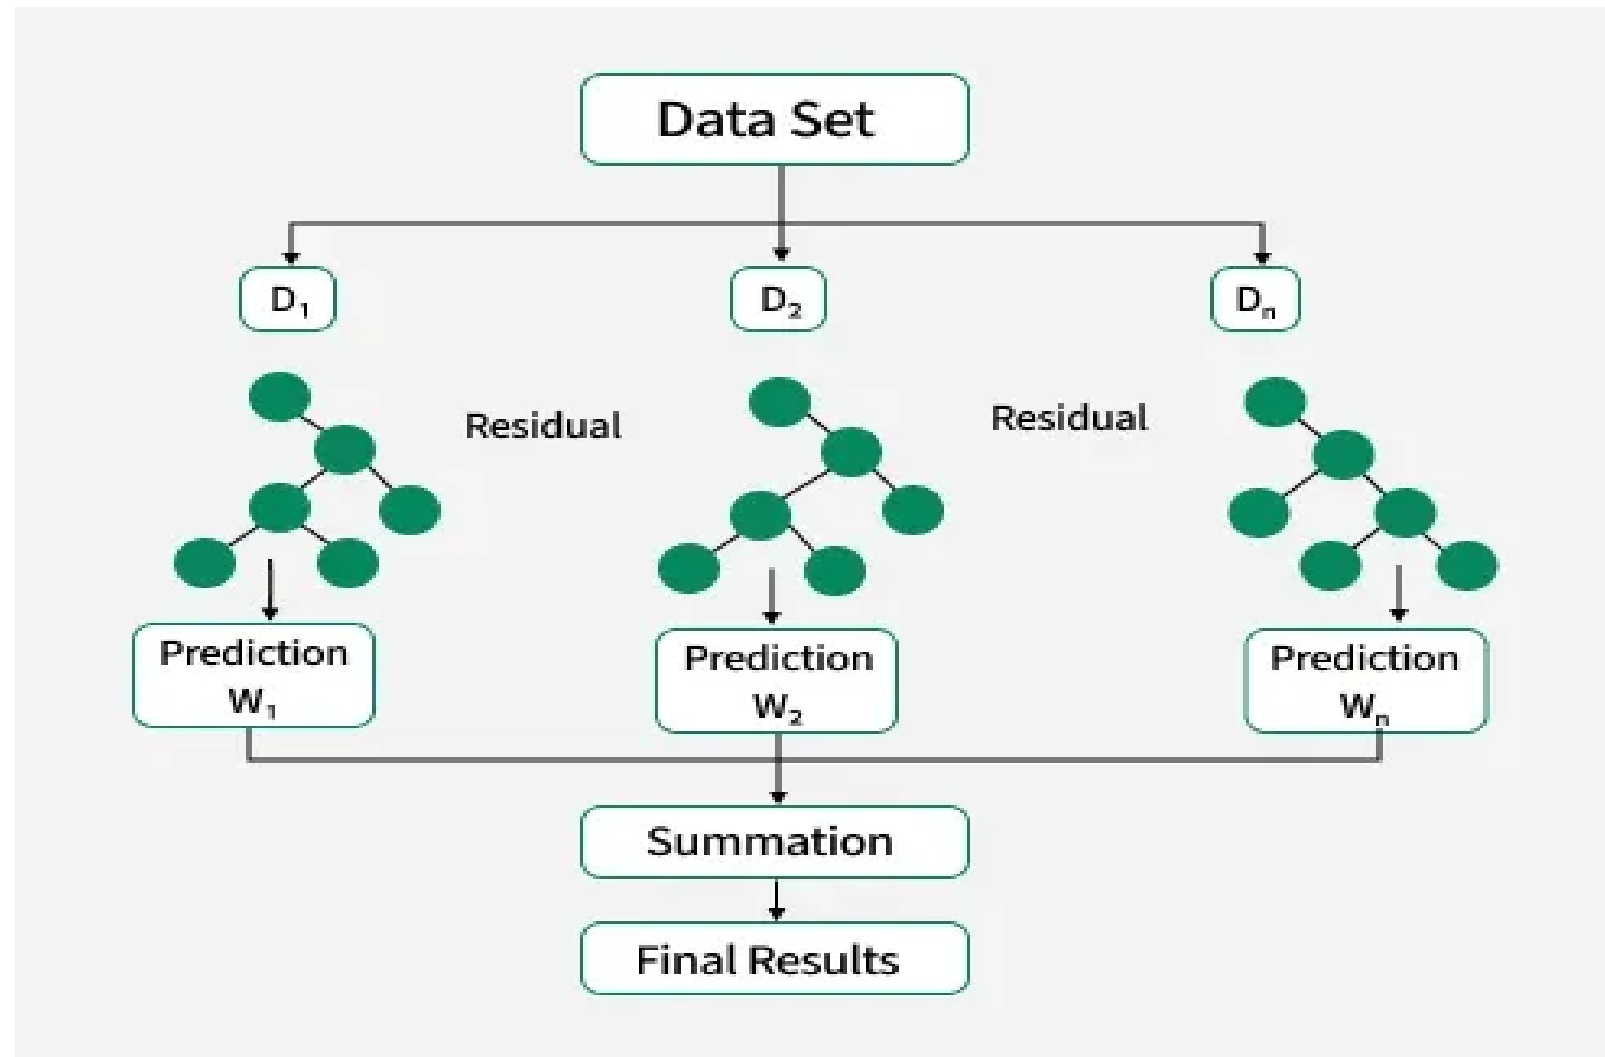 Data Set
D₁
D₂
Dₙ
Residual
Residual
Prediction
W₁
Prediction
W₂
Prediction
Wₙ
Summation
Final Results